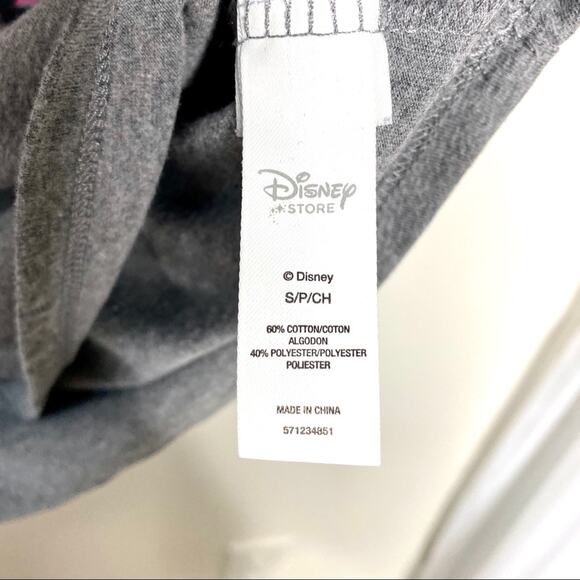 Disney
STORE
© Disney
S/P/CH
60% COTTON/COTON
ALGODON
40% POLYESTER/POLYESTER
POLIESTER
MADE IN CHINA
571234851